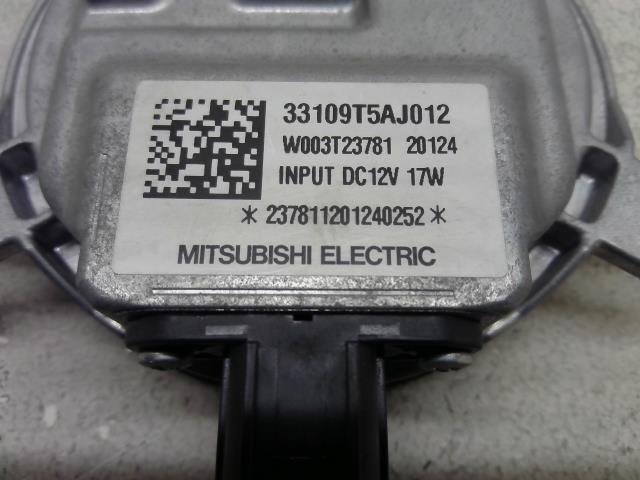 33109T5AJ012
W003T23781 20124
INPUT DC12V 17W
*237811201240252*
MITSUBISHI ELECTRIC